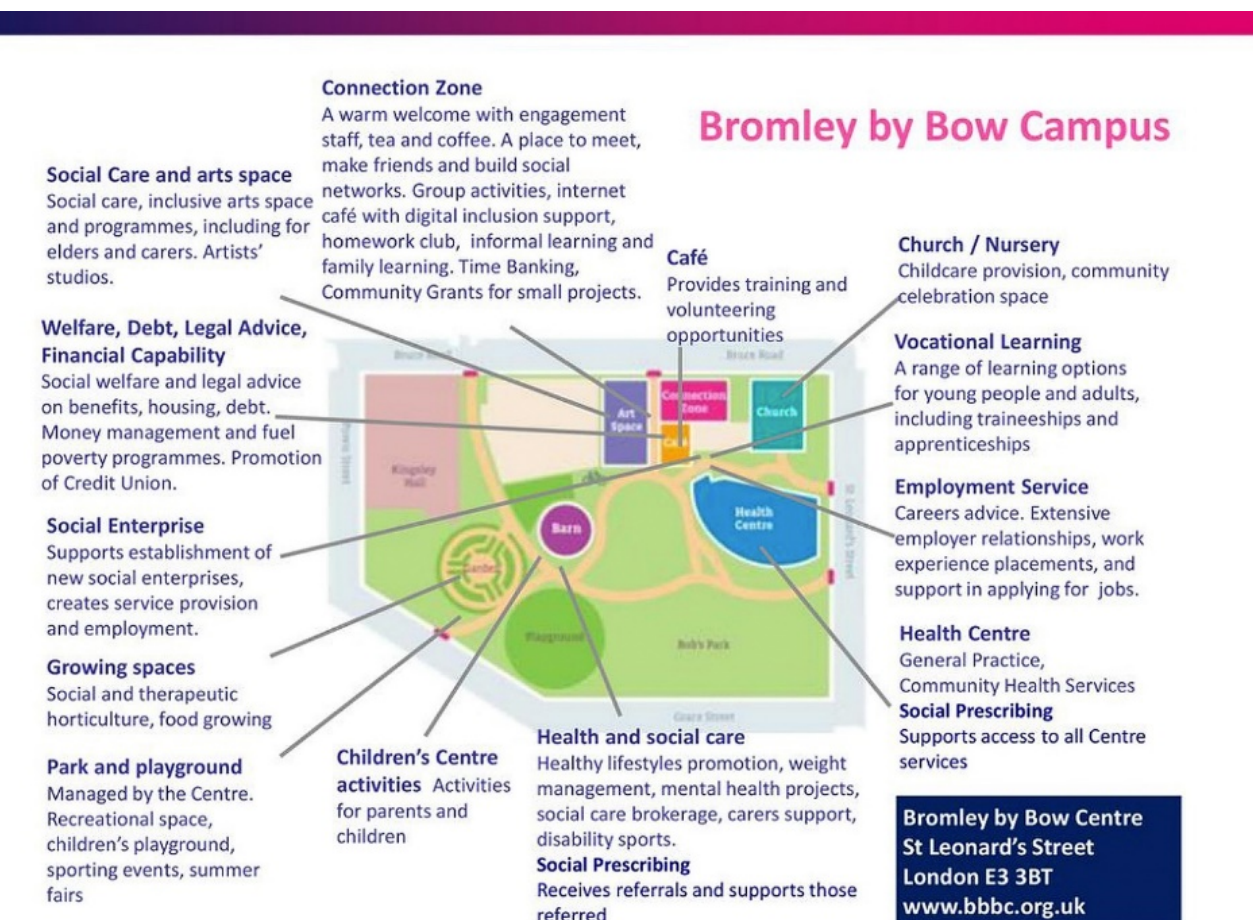 Bromley by Bow Campus
Connection Zone
A warm welcome with engagement
staff, tea and coffee. A place to meet,
make friends and build social
networks. Group activities, internet
café with digital inclusion support,
homework club, informal learning and
family learning. Time Banking,
Community Grants for small projects.
Social Care and arts space
Social care, inclusive arts space
and programmes, including for
elders and carers. Artists'
studios.
Welfare, Debt, Legal Advice,
Financial Capability
Social welfare and legal advice
on benefits, housing, debt.
Money management and fuel
poverty programmes. Promotion
of Credit Union.
Social Enterprise
Supports establishment of
new social enterprises,
creates service provision
and employment.
Growing spaces
Social and therapeutic
horticulture, food growing
Park and playground
Managed by the Centre.
Recreational space,
children's playground,
sporting events, summer
fairs
Café
Provides training and
volunteering
opportunities
Church / Nursery
Childcare provision, community
celebration space
Vocational Learning
A range of learning options
for young people and adults,
including traineeships and
apprenticeships
Employment Service
Careers advice. Extensive
employer relationships, work
experience placements, and
support in applying for jobs.
Health Centre
General Practice,
Community Health Services
Social Prescribing
Supports access to all Centre
services
Bruce Road
Bruce Road
Art
Space
Connection
Zone
Café
Church
Kingsley
Hall
Barn
Health
Centre
St Leonard's Street
Garden
Playground
Bob's Park
Grace Street
Children's Centre
activities Activities
for parents and
children
Health and social care
Healthy lifestyles promotion, weight
management, mental health projects,
social care brokerage, carers support,
disability sports.
Social Prescribing
Receives referrals and supports those
referred
Bromley by Bow Centre
St Leonard's Street
London E3 3BT
www.bbbc.org.uk